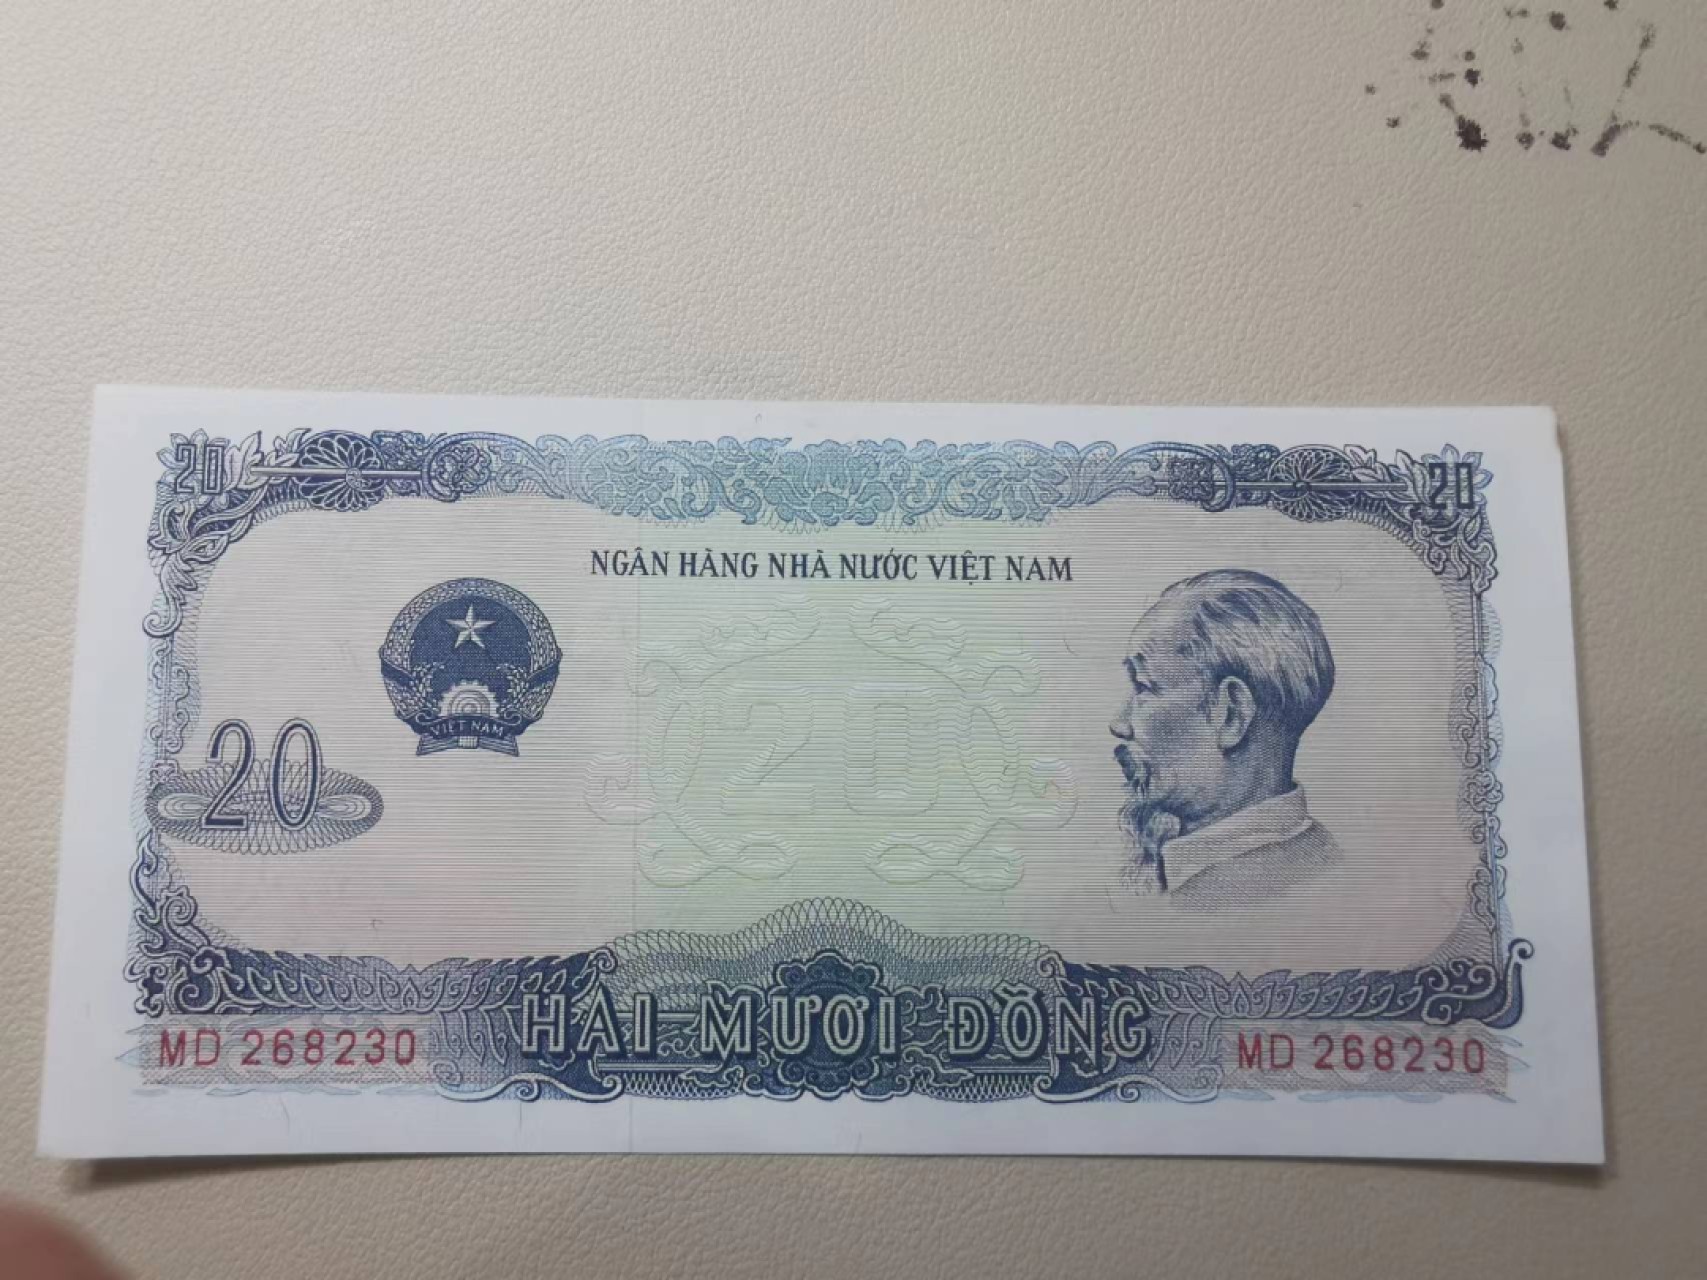 20 20
NGÂN HÀNG NHÀ NƯỚC VIỆT NAM
VIỆT NAM
20
20
HAI MƯƠI ĐỒNG
MD 268230 MD 268230